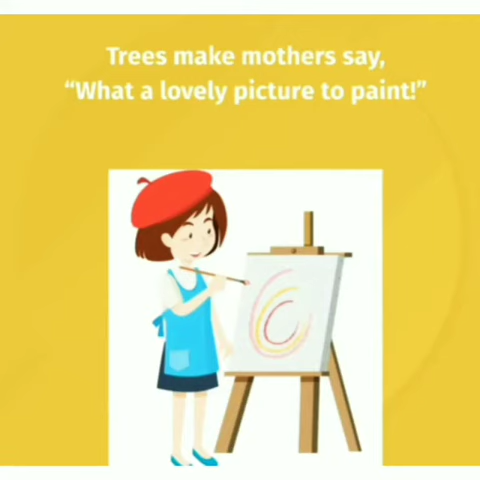 Trees make mothers say,
“What a lovely picture to paint!”